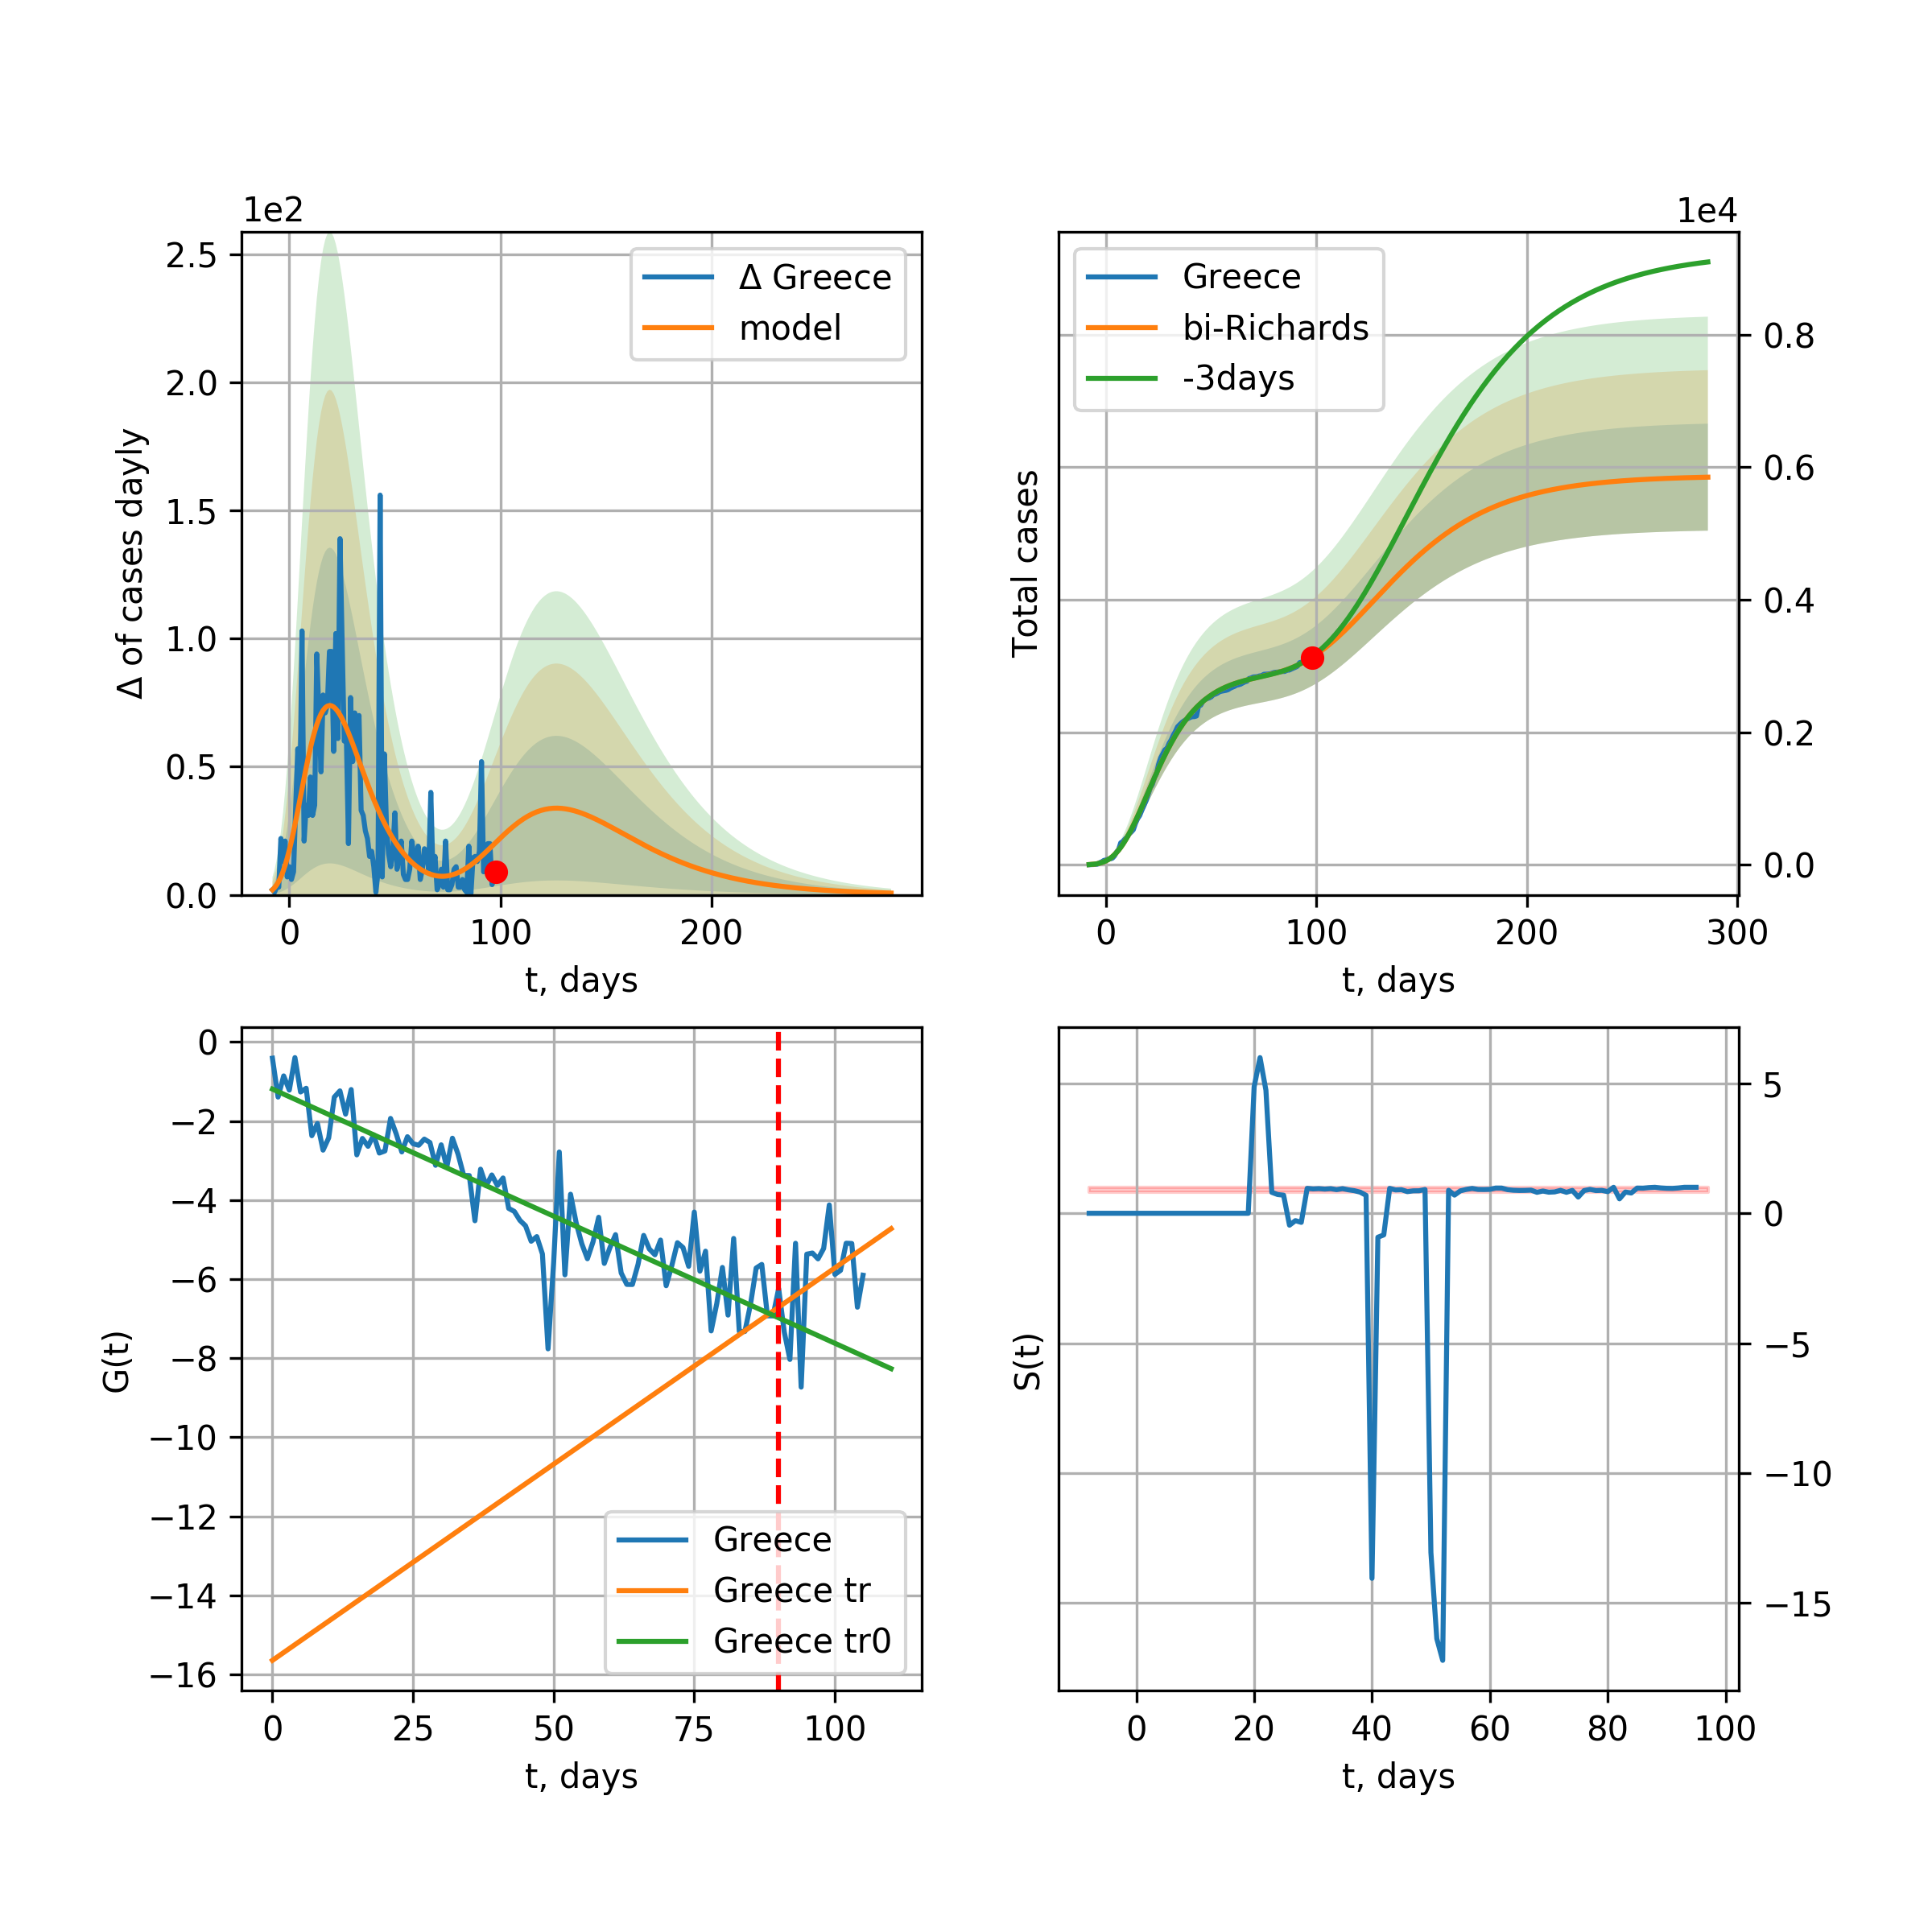 1e2
2.5
2.0
1.5
1.0
0.5
0.0
Δ of cases dayly
Δ Greece
model
0
100
200
t, days
1e4
Greece
bi-Richards
-3days
Total cases
0.8
0.6
0.4
0.2
0.0
0
100
200
300
t, days
0
−2
−4
−6
−8
−10
−12
−14
−16
G(t)
Greece
Greece tr
Greece tr0
0
25
50
75
100
t, days
S(t)
5
0
−5
−10
−15
0
20
40
60
80
100
t, days